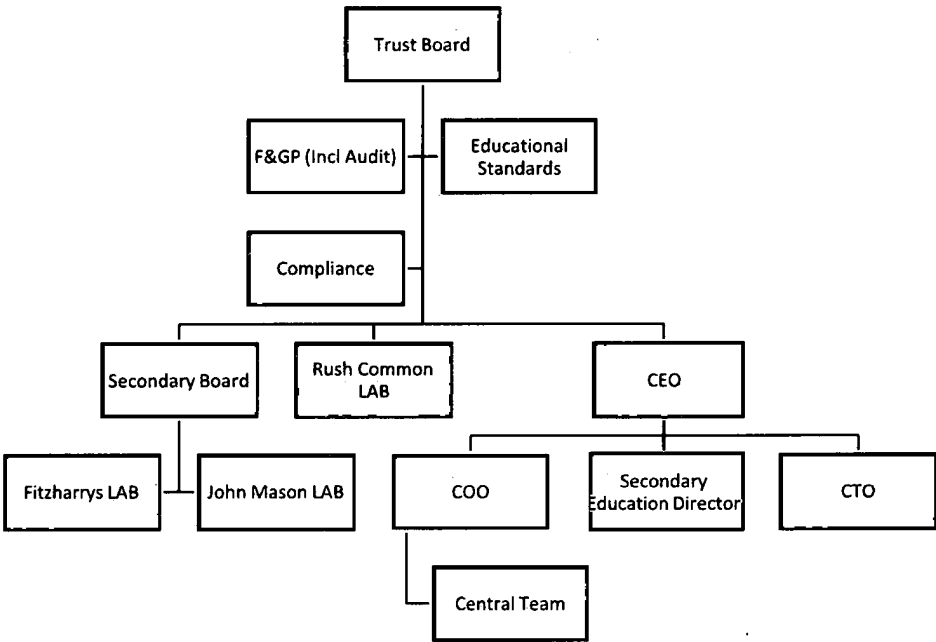 Trust Board
F&GP (Incl Audit)
Educational
Standards
Compliance
Secondary Board
Rush Common
LAB
CEO
Fitzharrys LAB
John Mason LAB
COO
Secondary
Education Director
CTO
Central Team